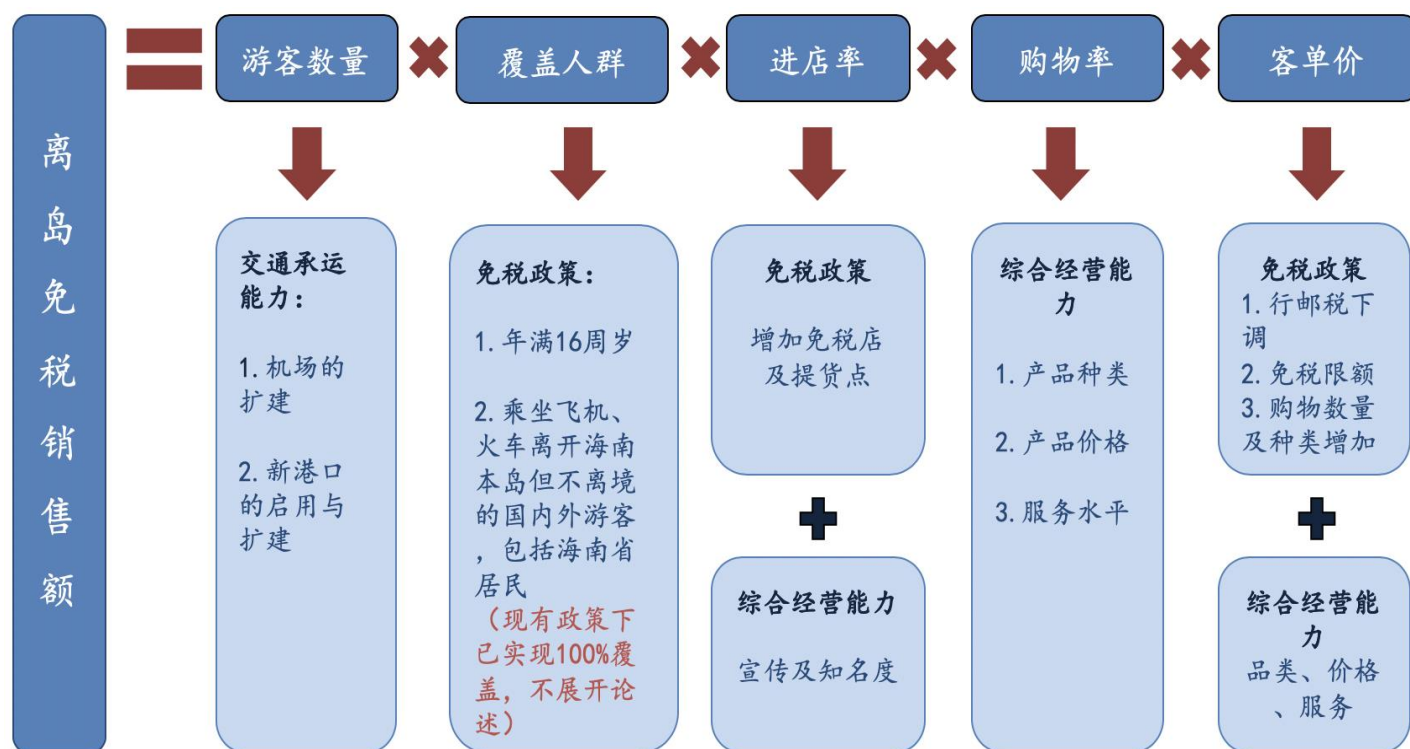 离岛免税销售额
游客数量
覆盖人群
进店率
购物率
客单价
交通承运
能力：
1.机场的
扩建
2.新港口
的启用与
扩建
免税政策：
1.年满16周岁
2.乘坐飞机、
火车离开海南
本岛但不离境
的国内外游客
，包括海南省
居民
（现有政策下
已实现100%覆
盖，不展开论
述）
免税政策
增加免税店
及提货点
综合经营能力
宣传及知名度
综合经营能
力
1.产品种类
2.产品价格
3.服务水平
免税政策
1.行邮税下
调
2.免税限额
3.购物数量
及种类增加
综合经营能
力
品类、价格
、服务